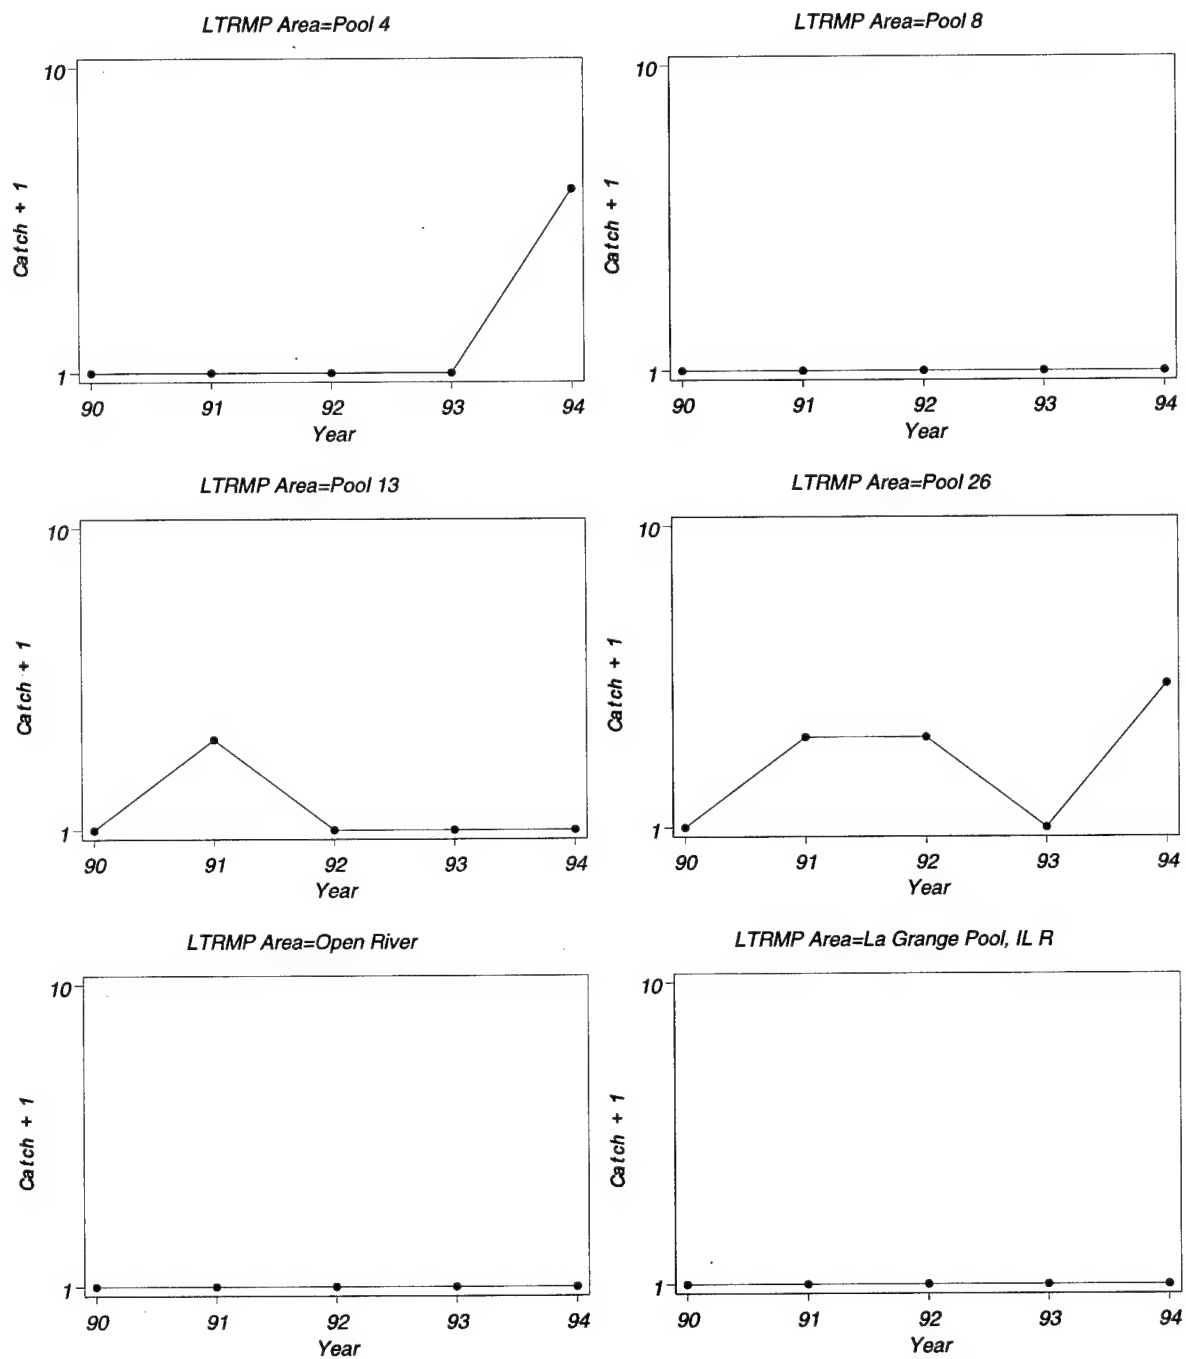 LTRMP Area=Pool 4
10
Catch + 1
1
90 91 92 93 94
Year
LTRMP Area=Pool 8
10
Catch + 1
1
90 91 92 93 94
Year
LTRMP Area=Pool 13
10
Catch + 1
1
90 91 92 93 94
Year
LTRMP Area=Pool 26
10
Catch + 1
1
90 91 92 93 94
Year
LTRMP Area=Open River
10
Catch + 1
1
90 91 92 93 94
Year
LTRMP Area=La Grange Pool, IL R
10
Catch + 1
1
90 91 92 93 94
Year